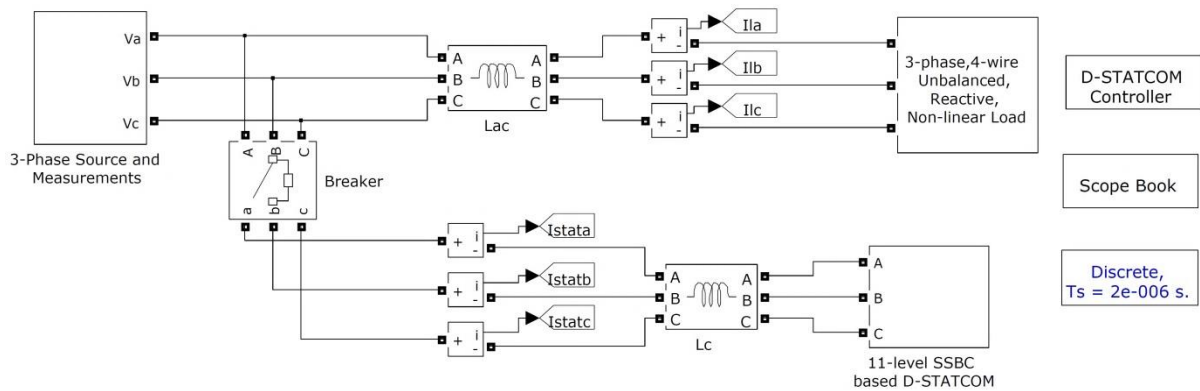 Va
Vb
Vc
3-Phase Source and
Measurements
A
B
C
A
B
C
Lac
+
i
-
Ila
+
i
-
Ilb
+
i
-
Ilc
3-phase,4-wire
Unbalanced,
Reactive,
Non-linear Load
D-STATCOM
Controller
Scope Book
Discrete,
Ts = 2e-006 s.
A
B
C
a
b
c
Breaker
+
i
-
Istata
+
i
-
Istatb
+
i
-
Istatc
A
B
C
A
B
C
Lc
A
B
C
11-level SSBC
based D-STATCOM